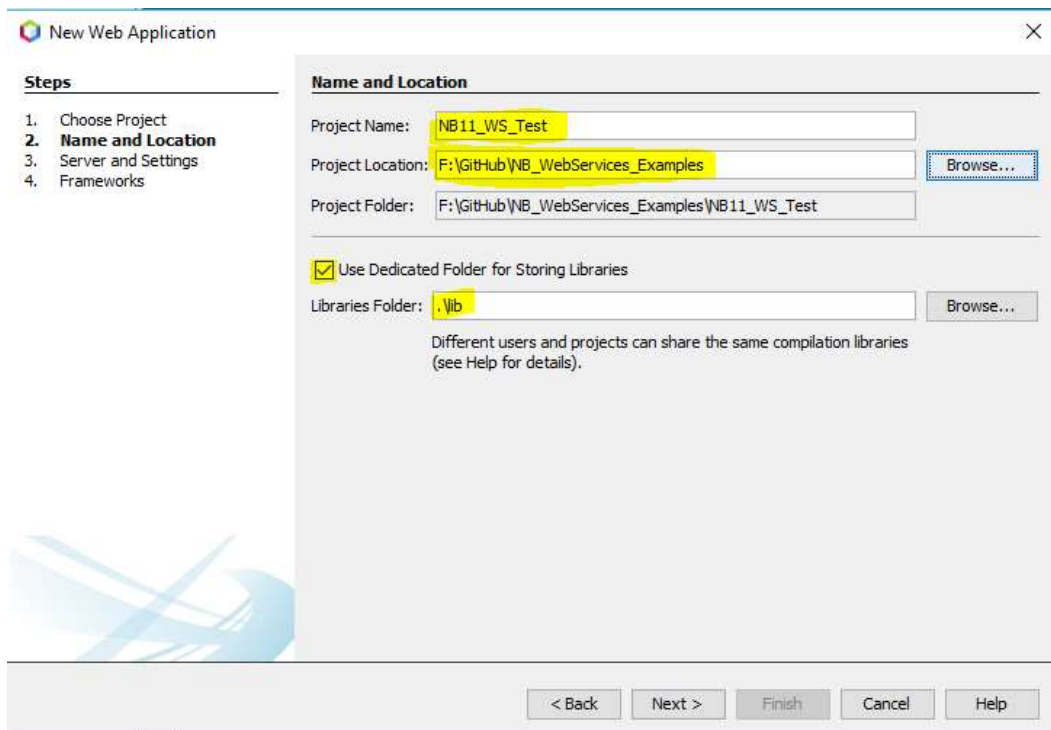 New Web Application
Steps
1. Choose Project
2. Name and Location
3. Server and Settings
4. Frameworks
Name and Location
Project Name: NB11_WS_Test
Project Location: F:\GitHub\NB_WebServices_Examples Browse...
Project Folder: F:\GitHub\NB_WebServices_Examples\NB11_WS_Test
Use Dedicated Folder for Storing Libraries
Libraries Folder: .\lib Browse...
Different users and projects can share the same compilation libraries
(see Help for details).
< Back Next > Finish Cancel Help